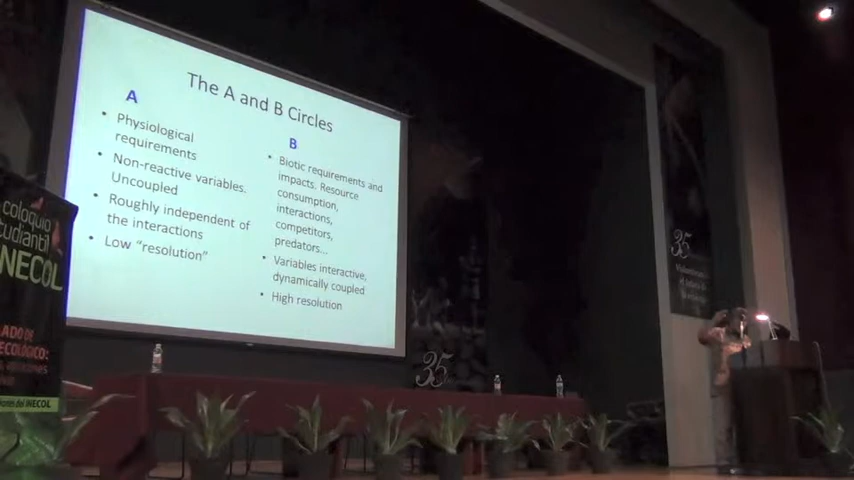 The A and B Circles
A
• Physiological
requirements
• Non-reactive variables.
Uncoupled
• Roughly independent of
the interactions
• Low "resolution"
B
• Biotic requirements and
impacts. Resource
consumption,
interactions,
competitors,
predators...
• Variables interactive,
dynamically coupled
• High resolution
coloquio
INECOL
35
35